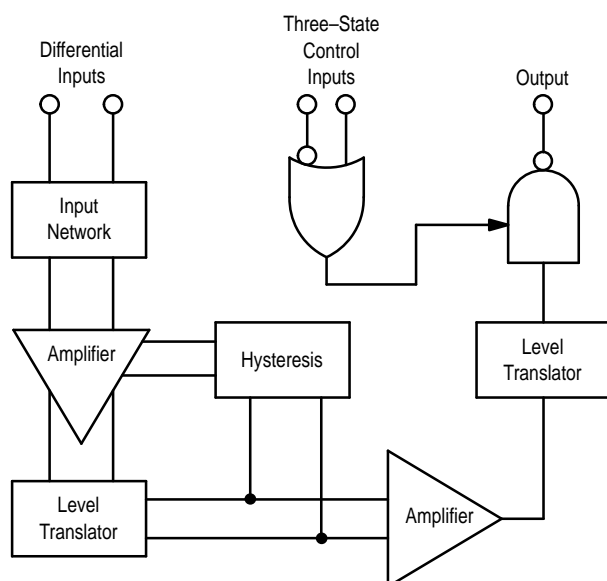 Differential
Inputs
Three–State
Control
Inputs
Output
Input
Network
Amplifier
Hysteresis
Level
Translator
Level
Translator
Amplifier